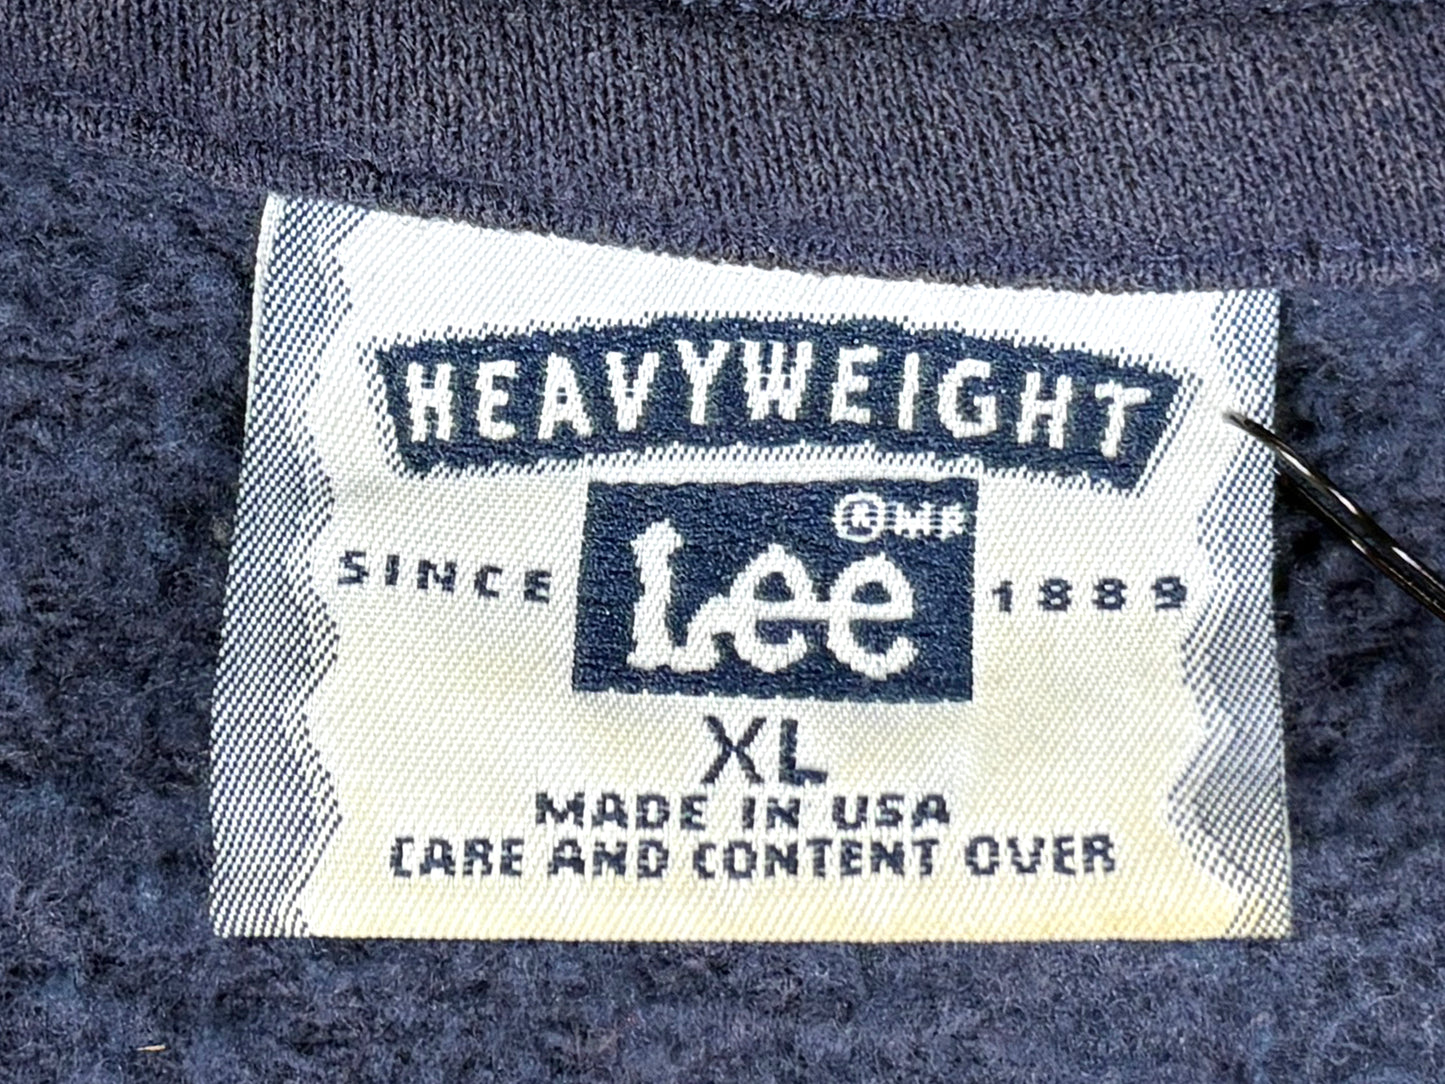 HEAVYWEIGHT
®MR
SINCE Lee 1889
XL
MADE IN USA
CARE AND CONTENT OVER